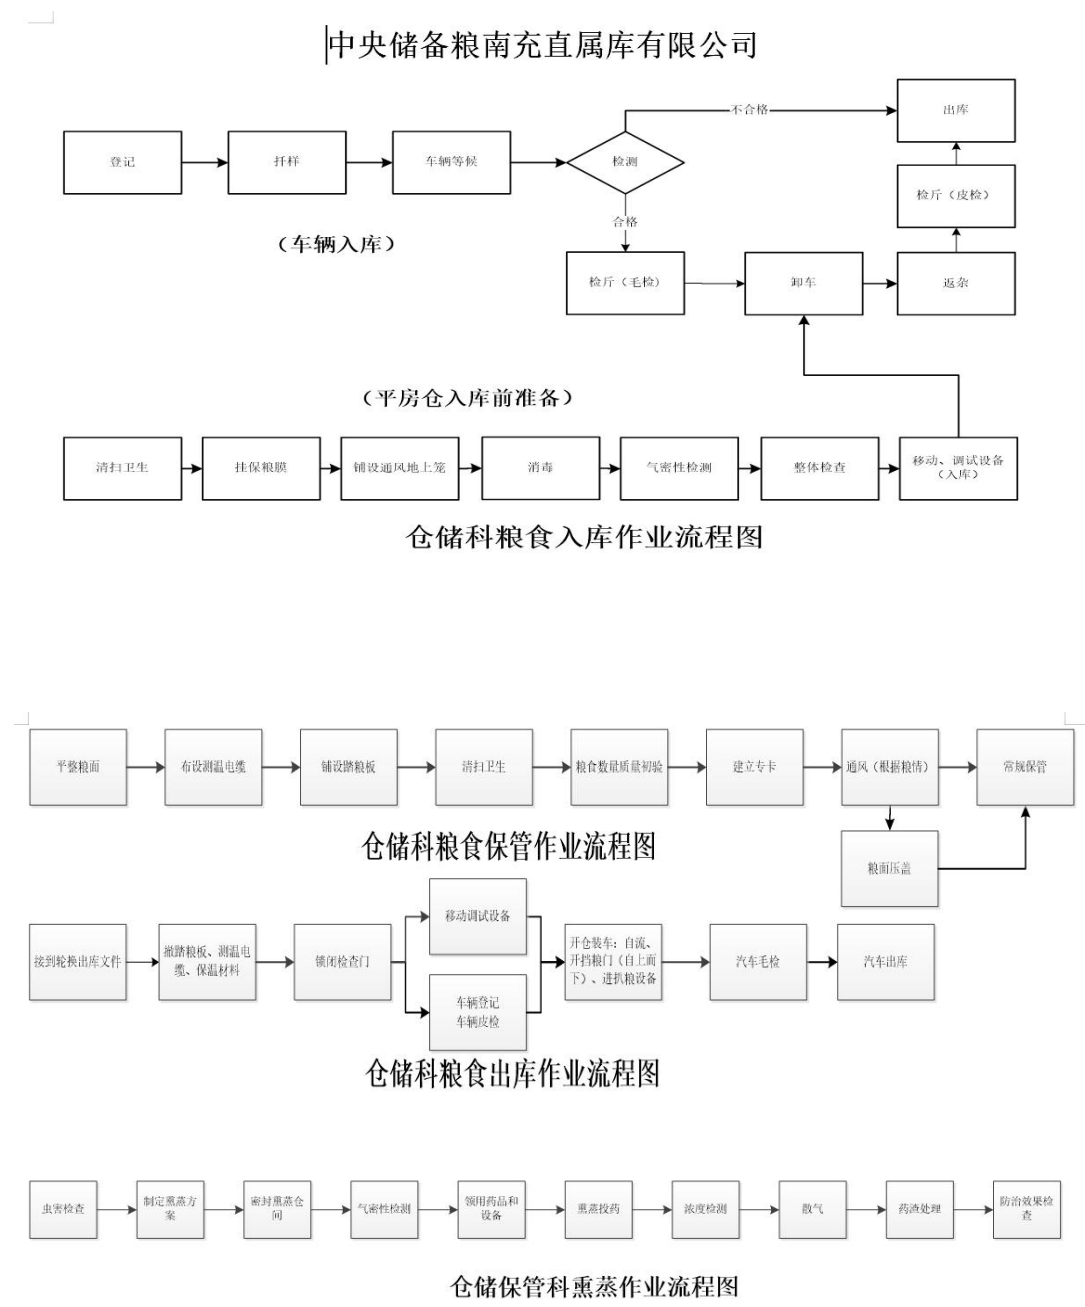 中央储备粮南充直属库有限公司
不合格
出库
登记
扦样
车辆等候
检测
检斤（皮检）
合格
（车辆入库）
检斤（毛检）
卸车
返杂
（平房仓入库前准备）
清扫卫生
挂保粮膜
铺设通风地上笼
消毒
气密性检测
整体检查
移动、调试设备
（入库）
仓储科粮食入库作业流程图
平整粮面
布设测温电缆
铺设踏粮板
清扫卫生
粮食数量质量初验
建立专卡
通风（根据粮情）
常规保管
仓储科粮食保管作业流程图
粮面压盖
移动调试设备
接到轮换出库文件
撤踏粮板、测温电
缆、保温材料
锁闭检查门
开仓装车：自流、
开挡粮门（自上而
下）、进扒粮设备
汽车毛检
汽车出库
车辆登记
车辆皮检
仓储科粮食出库作业流程图
虫害检查
制定熏蒸方
案
密封熏蒸仓
间
气密性检测
领用药品和
设备
熏蒸投药
浓度检测
散气
药渣处理
防治效果检
查
仓储保管科熏蒸作业流程图